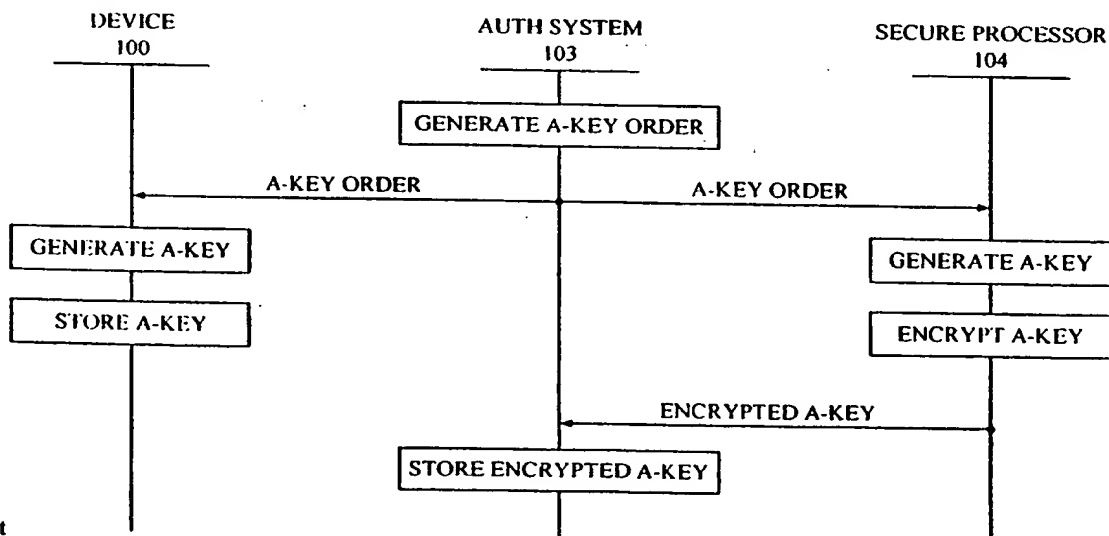 DEVICE
100
AUTH SYSTEM
103
SECURE PROCESSOR
104
GENERATE A-KEY ORDER
A-KEY ORDER
A-KEY ORDER
GENERATE A-KEY
GENERATE A-KEY
STORE A-KEY
ENCRYPT A-KEY
ENCRYPTED A-KEY
STORE ENCRYPTED A-KEY
t